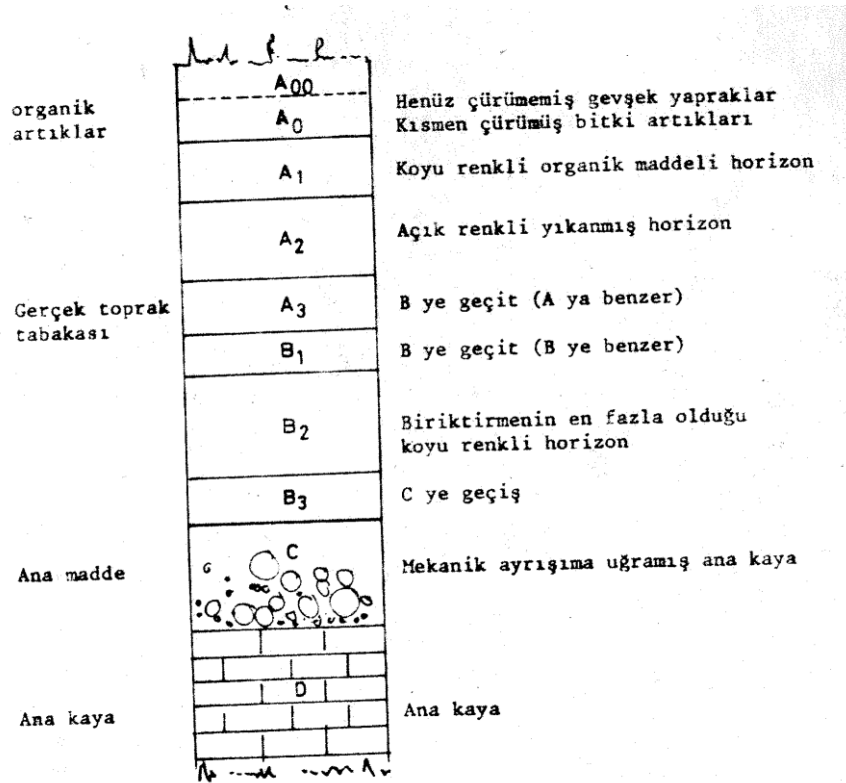 A00
organik
artıklar
A0
Henüz çürümemiş gevşek yapraklar
Kısmen çürümüş bitki artıkları
A1
Koyu renkli organik maddeli horizon
A2
Açık renkli yıkanmış horizon
Gerçek toprak
tabakası
A3
B ye geçit (A ya benzer)
B1
B ye geçit (B ye benzer)
B2
Biriktirmenin en fazla olduğu
koyu renkli horizon
B3
C ye geçiş
Ana madde
C
Mekanik ayrışıma uğramış ana kaya
Ana kaya
D
Ana kaya